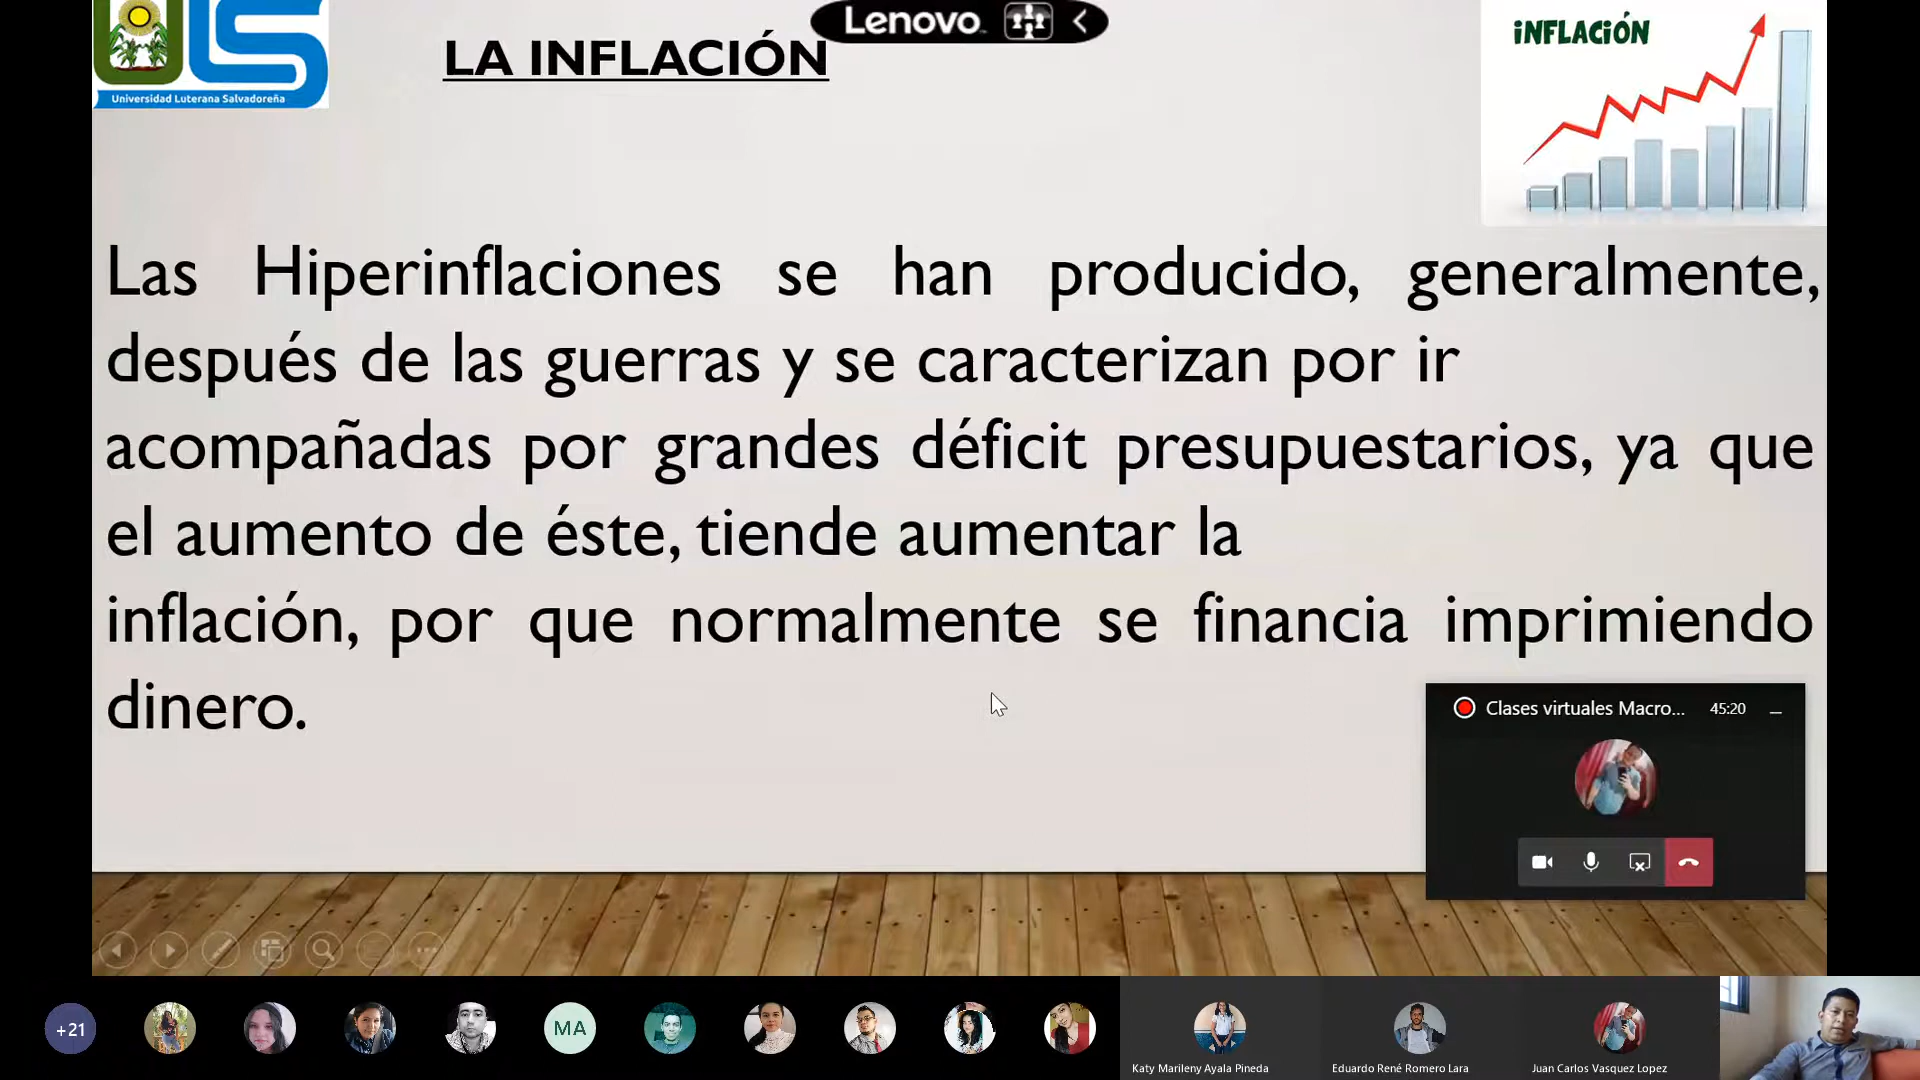 Lenovo
LA INFLACIÓN
Universidad Luterana Salvadoreña
iNFLACiÓN
Las Hiperinflaciones se han producido, generalmente,
después de las guerras y se caracterizan por ir
acompañadas por grandes déficit presupuestarios, ya que
el aumento de éste, tiende aumentar la
inflación, por que normalmente se financia imprimiendo
dinero.
Clases virtuales Macro... 45:20
+21
MA
Katy Marileny Ayala Pineda
Eduardo René Romero Lara
Juan Carlos Vasquez Lopez